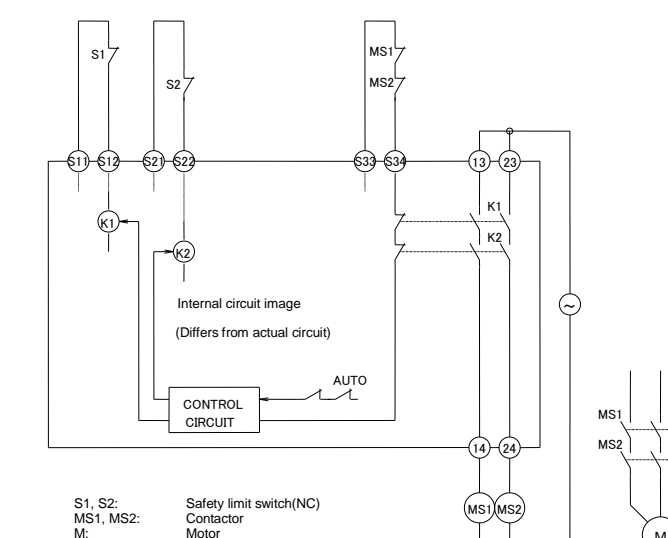 S1
S2
MS1
MS2
S11 S12 S21 S22 S33 S34 13 23
K1
K1
K2
K2
Internal circuit image
(Differs from actual circuit)
AUTO
CONTROL
CIRCUIT
MS1
MS2
14 24
MS1 MS2
S1, S2: Safety limit switch(NC)
MS1, MS2: Contactor
M: Motor
M